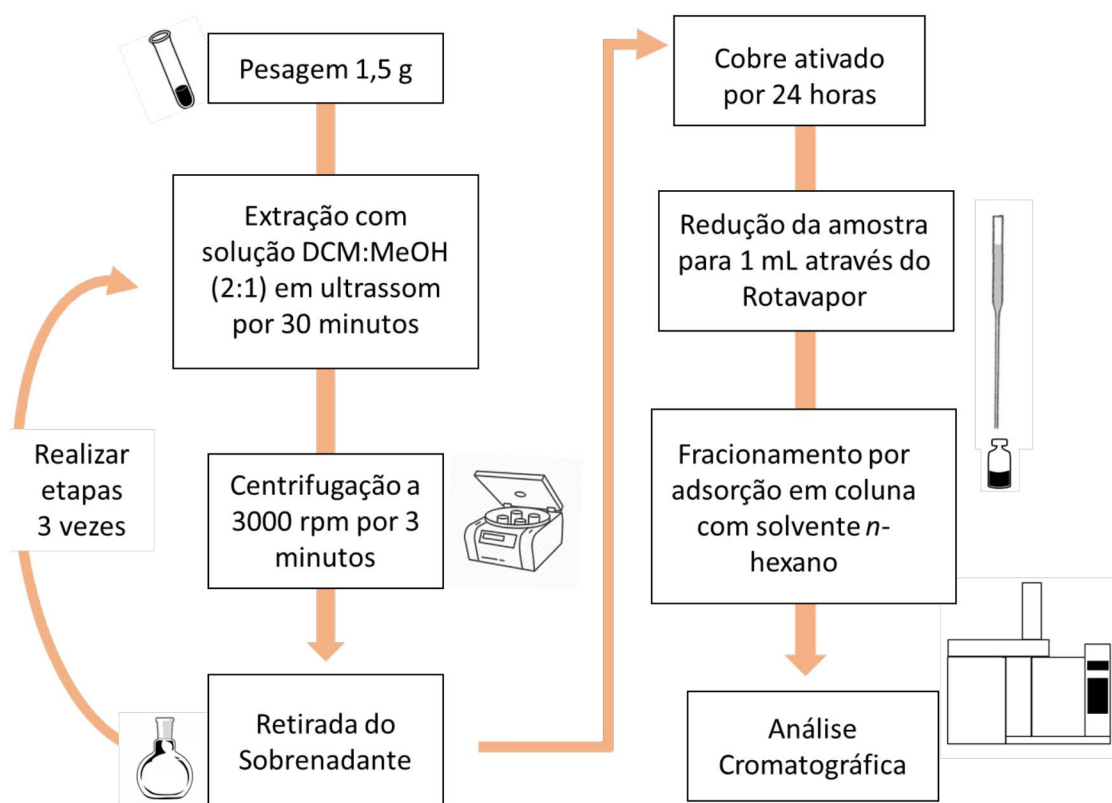 Pesagem 1,5 g
Extração com
solução DCM:MeOH
(2:1) em ultrassom
por 30 minutos
Realizar
etapas
3 vezes
Centrifugação a
3000 rpm por 3
minutos
Retirada do
Sobrenadante
Cobre ativado
por 24 horas
Redução da amostra
para 1 mL através do
Rotavapor
Fracionamento por
adsorção em coluna
com solvente n-
hexano
Análise
Cromatográfica